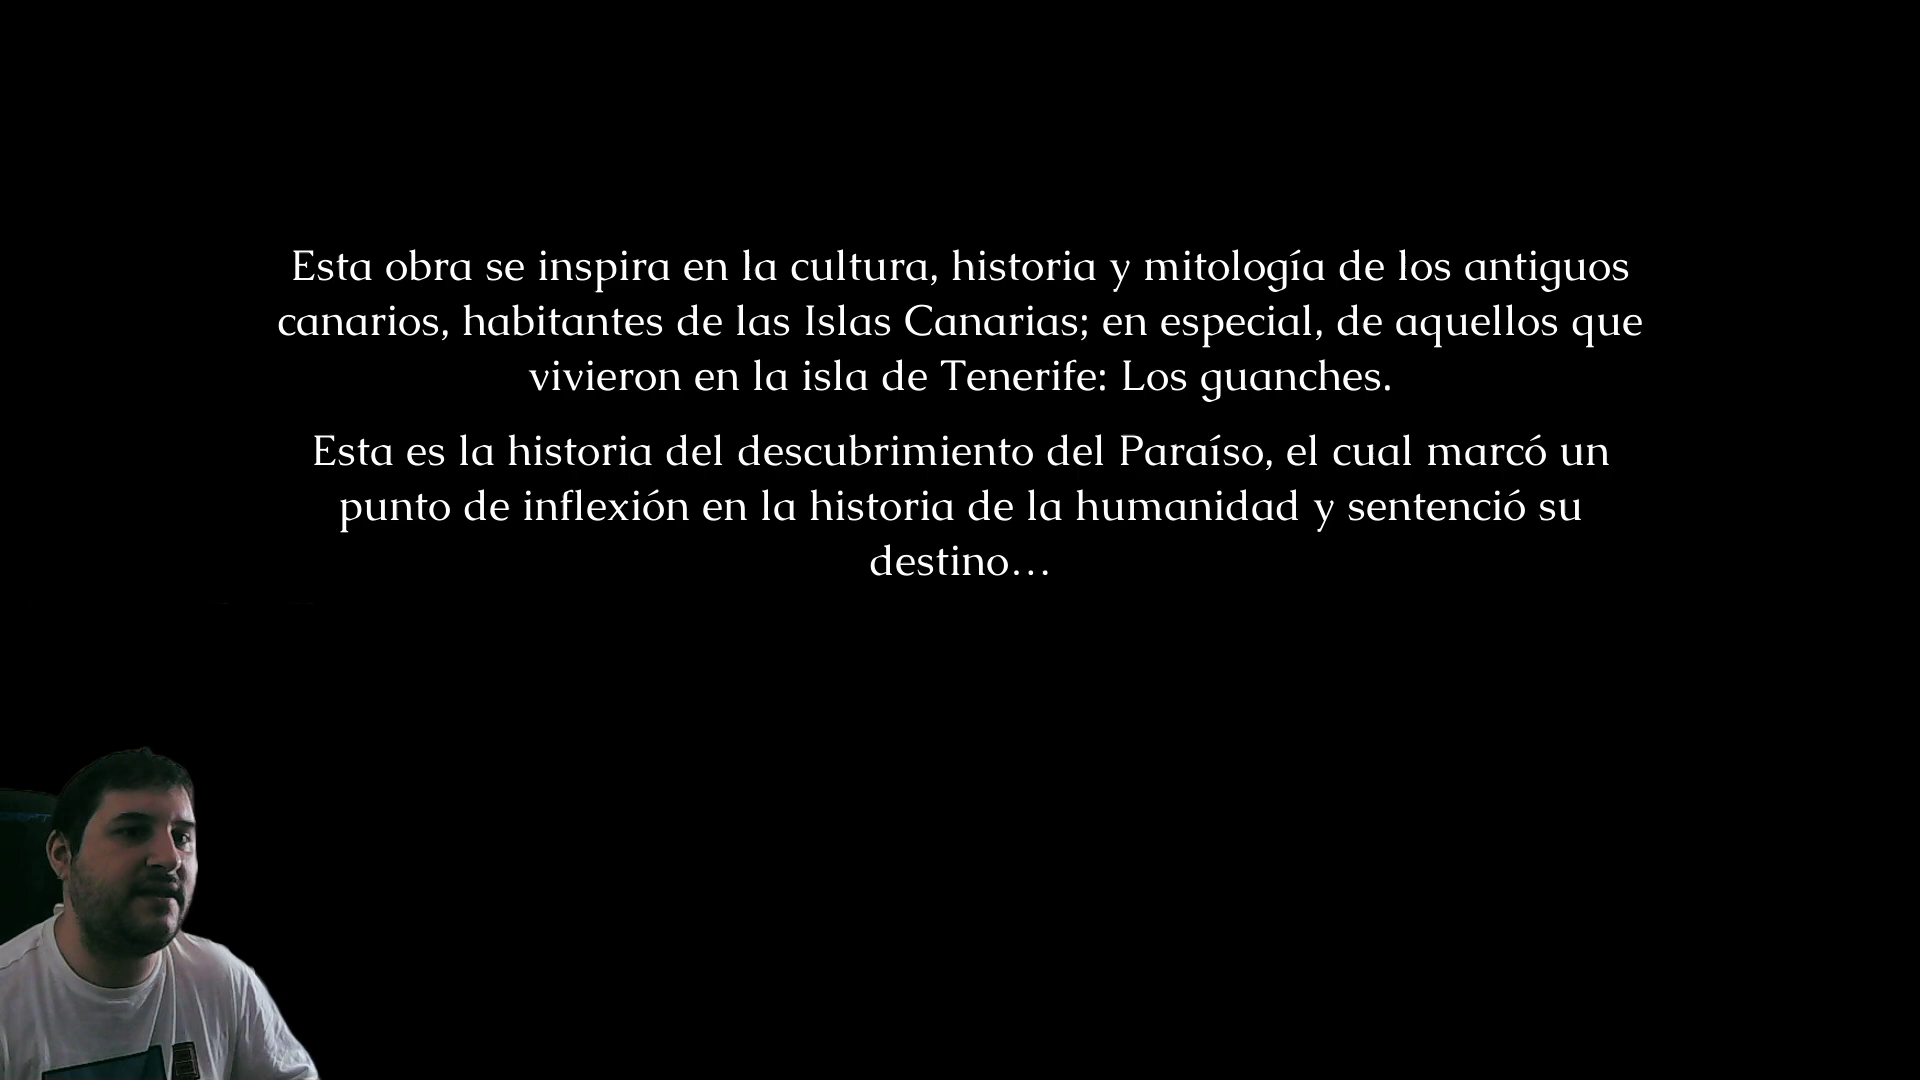 Esta obra se inspira en la cultura, historia y mitología de los antiguos
canarios, habitantes de las Islas Canarias; en especial, de aquellos que
vivieron en la isla de Tenerife: Los guanches.
Esta es la historia del descubrimiento del Paraíso, el cual marcó un
punto de inflexión en la historia de la humanidad y sentenció su
destino…